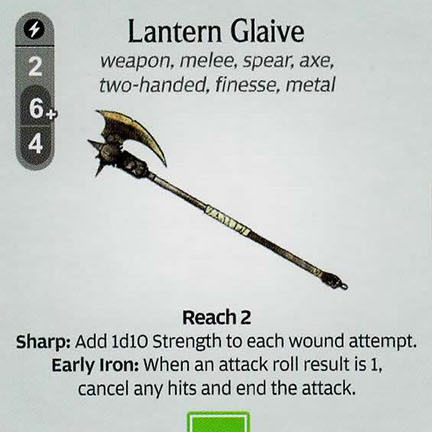 Lantern Glaive
weapon, melee, spear, axe,
two-handed, finesse, metal
2
6+
4
Reach 2
Sharp: Add 1d10 Strength to each wound attempt.
Early Iron: When an attack roll result is 1,
cancel any hits and end the attack.